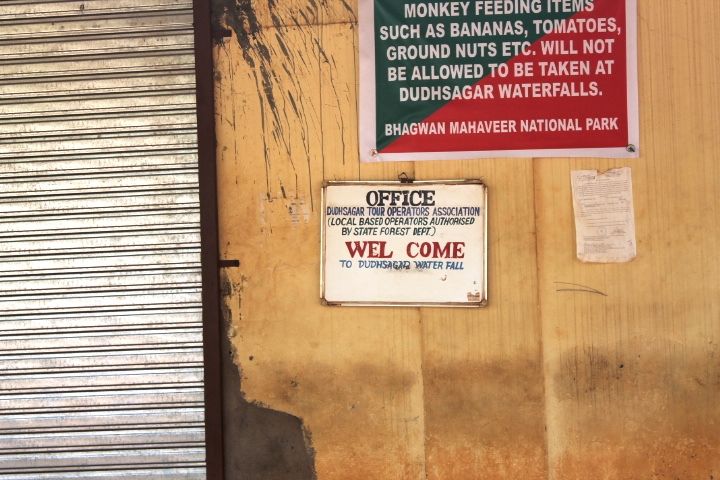 MONKEY FEEDING ITEMS
SUCH AS BANANAS, TOMATOES,
GROUND NUTS ETC. WILL NOT
BE ALLOWED TO BE TAKEN AT
DUDHSAGAR WATERFALLS.
BHAGWAN MAHAVEER NATIONAL PARK
OFFICE
DUDHSAGAR TOUR OPERATORS ASSOCIATION
(LOCAL BASED OPERATORS AUTHORISED
BY STATE FOREST DEPT.)
WEL COME
TO DUDHSAGAR WATER FALL